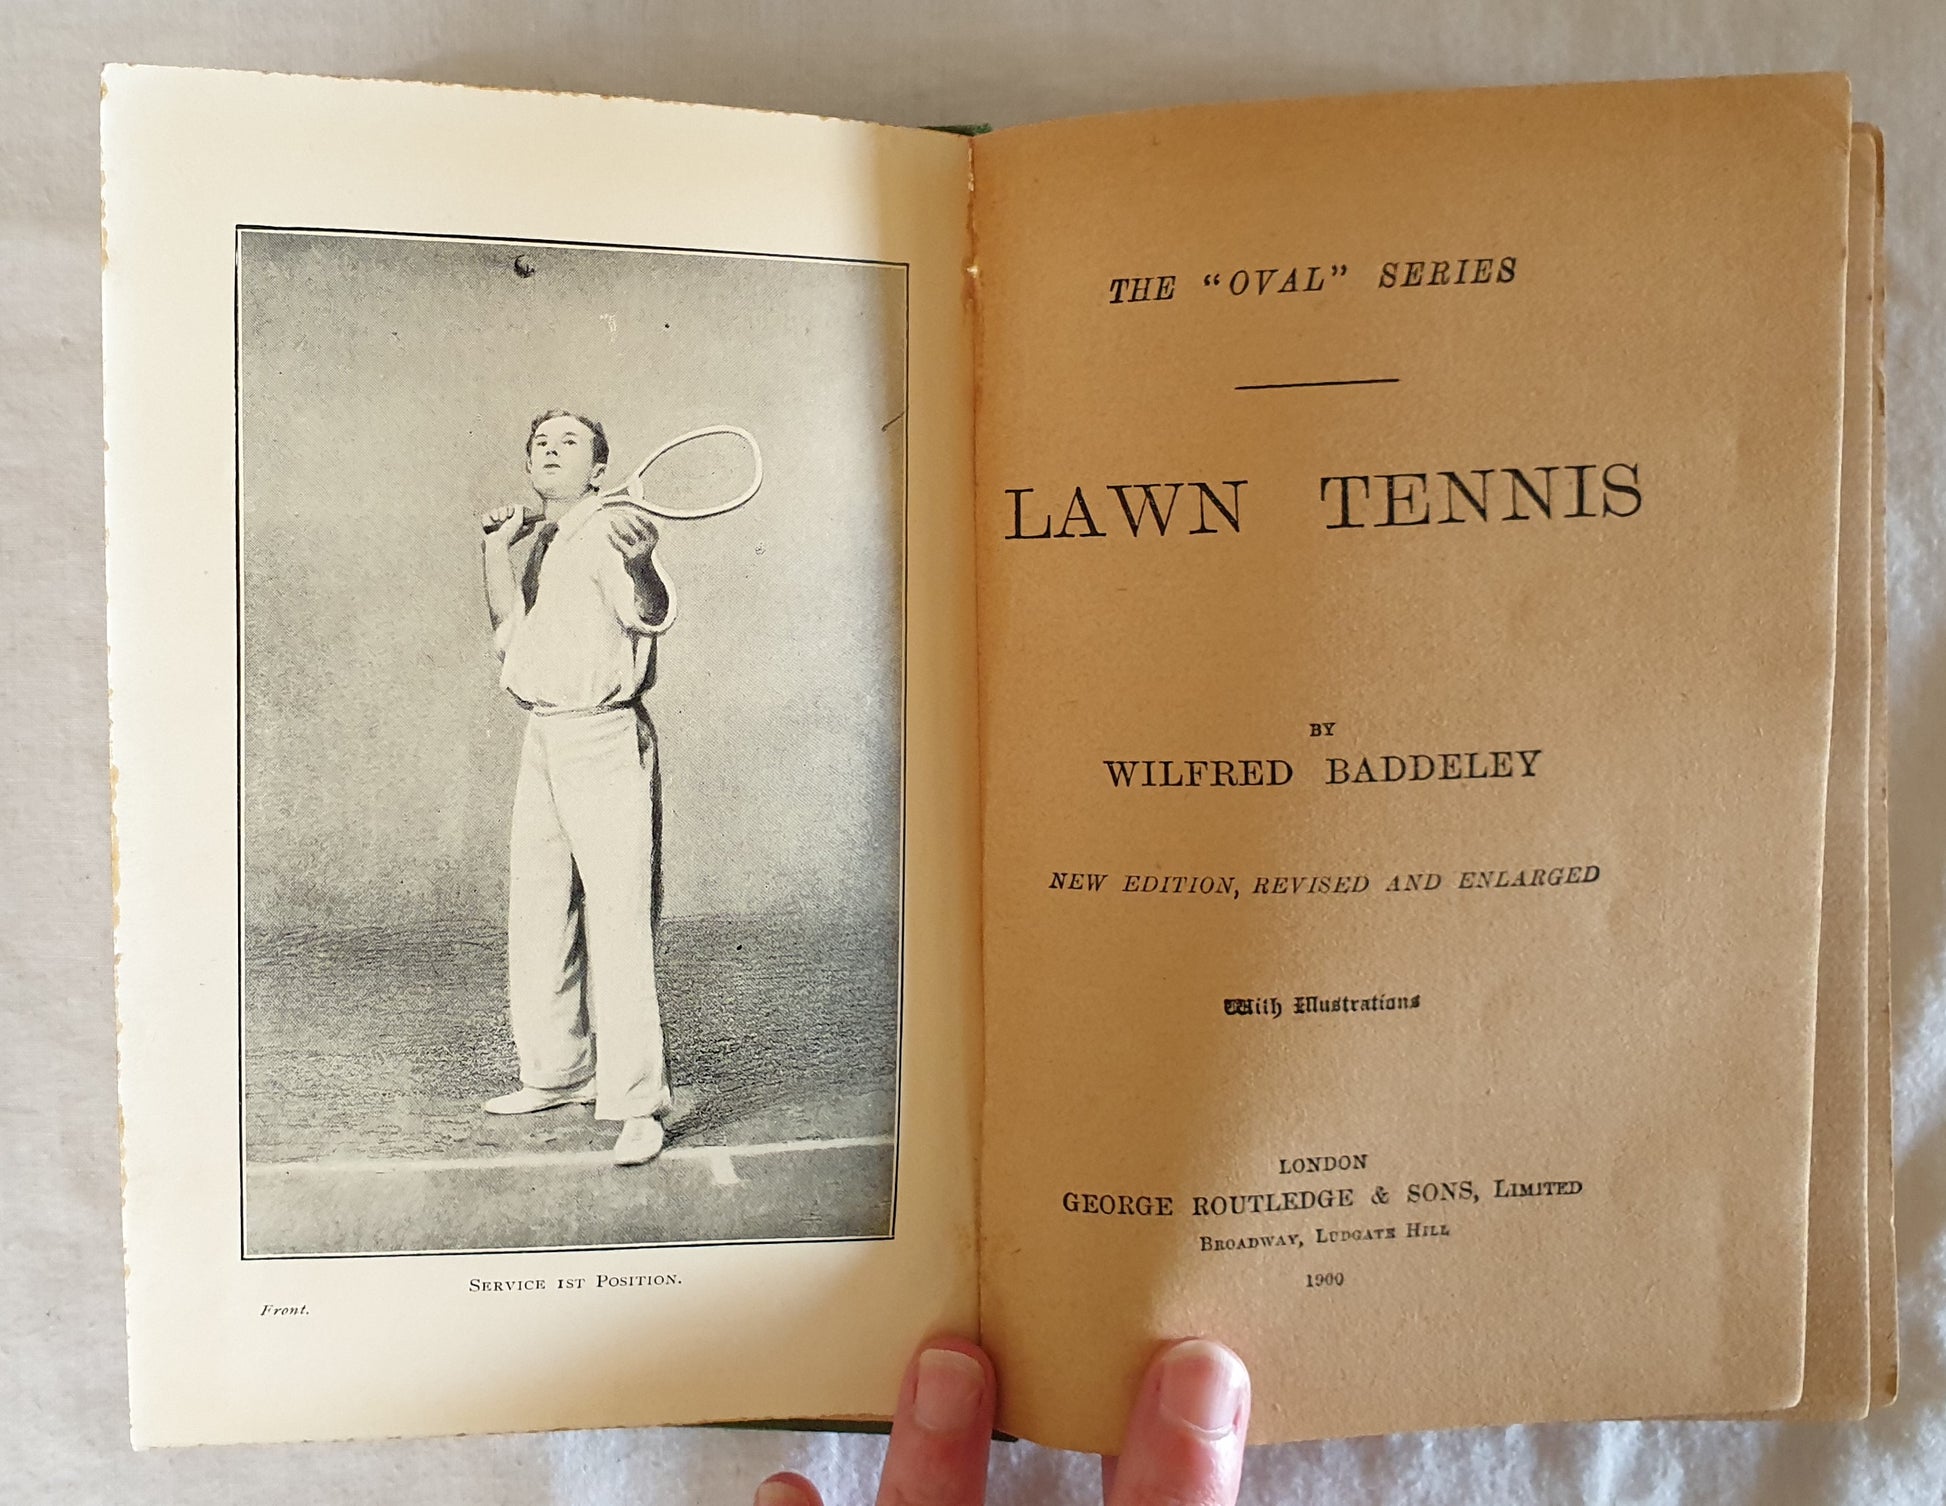 SERVICE 1ST POSITION.
Front.
THE "OVAL" SERIES
LAWN TENNIS
BY
WILFRED BADDELEY
NEW EDITION, REVISED AND ENLARGED
With Illustrations
LONDON
GEORGE ROUTLEDGE & SONS, LIMITED
BROADWAY, LUDGATE HILL
1900